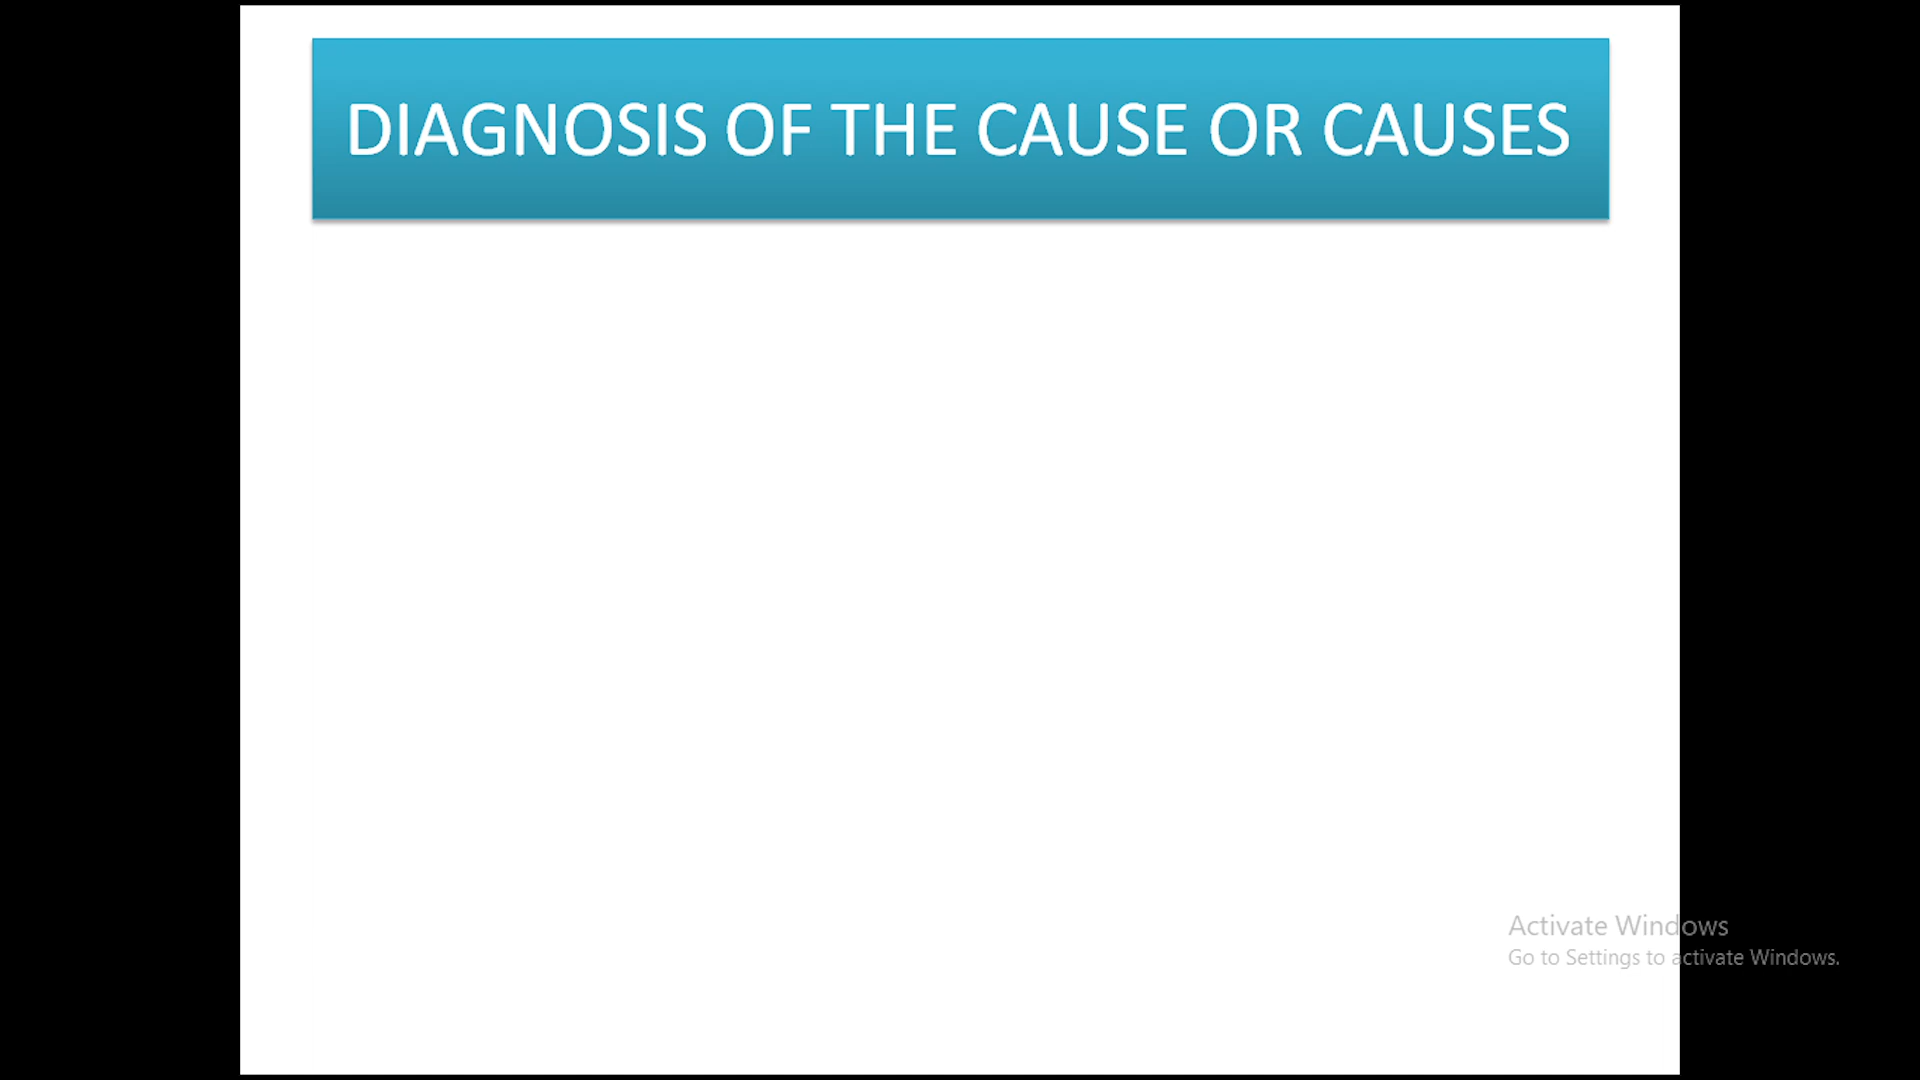 DIAGNOSIS OF THE CAUSE OR CAUSES
Activate Windows
Go to Settings to activate Windows.